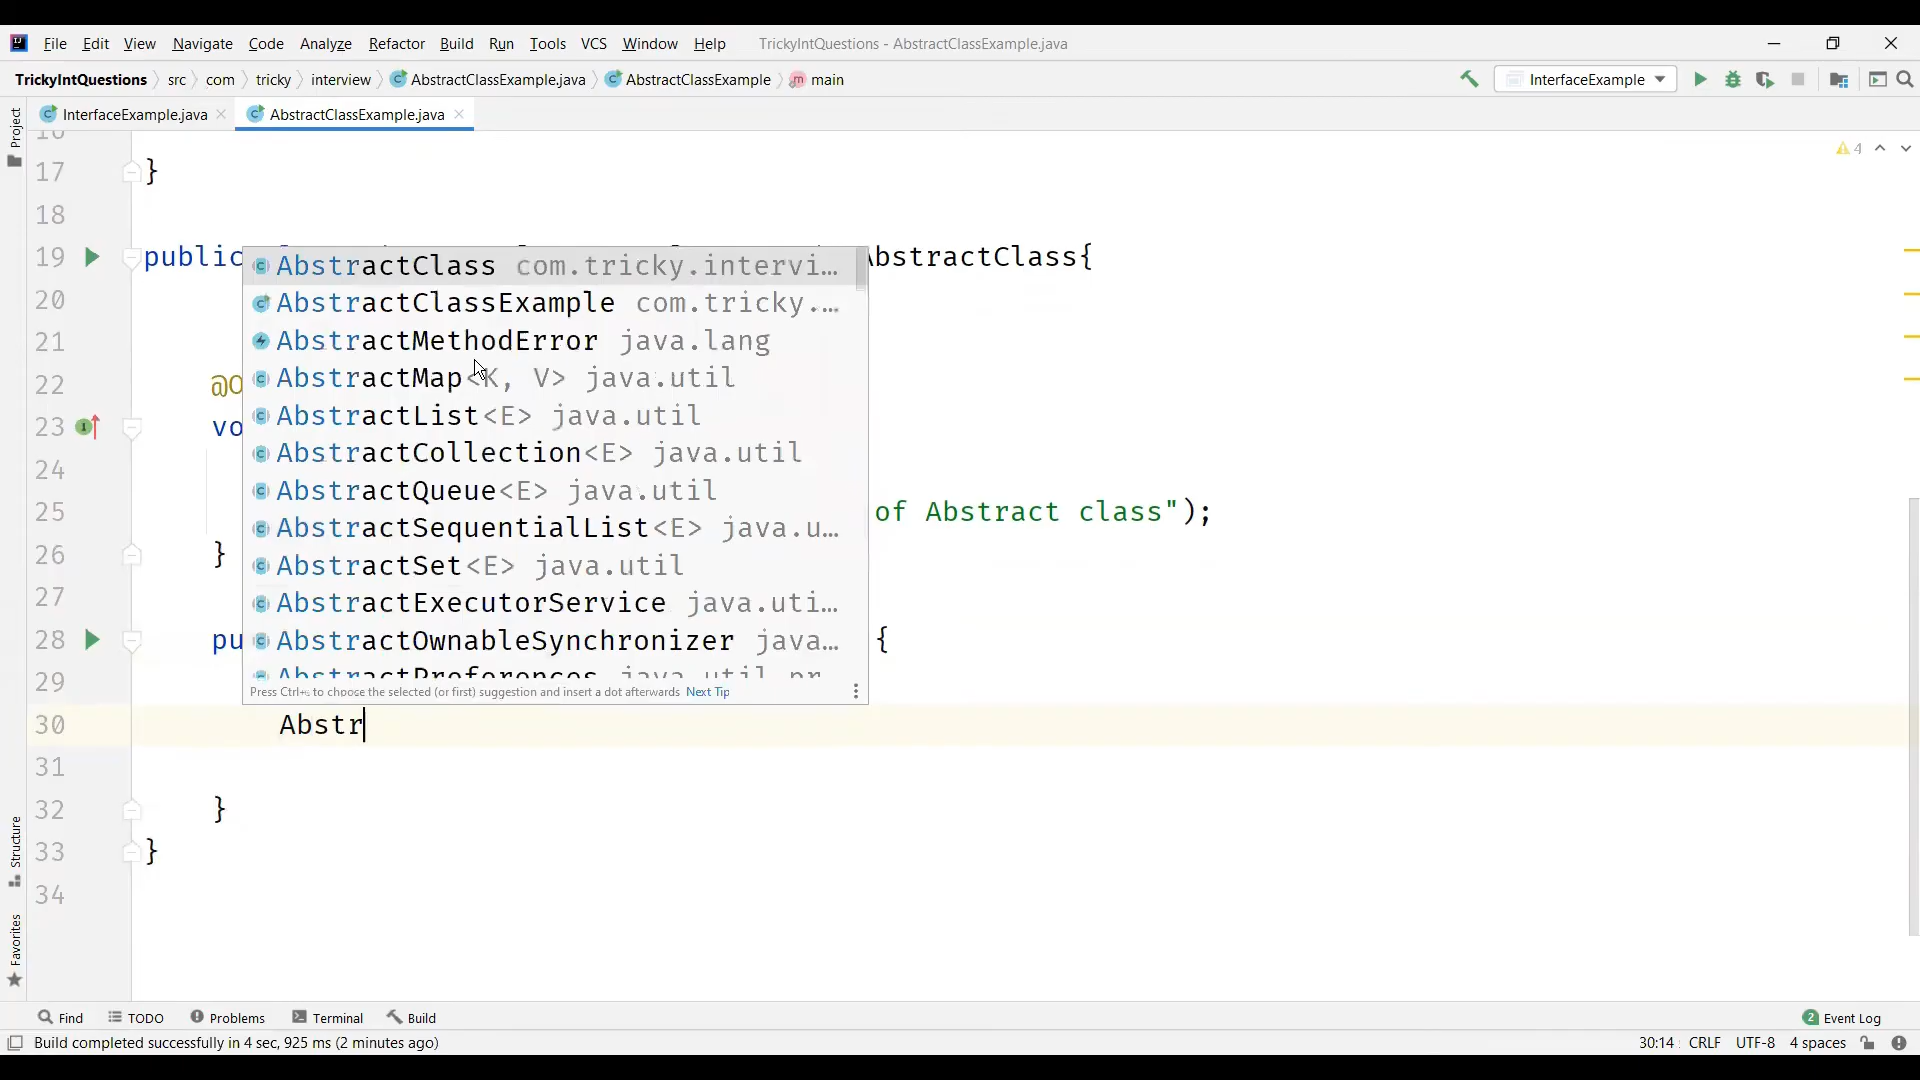 File Edit View Navigate Code Analyze Refactor Build Run Tools VCS Window Help TrickyIntQuestions - AbstractClassExample.java
TrickyIntQuestions src com tricky interview AbstractClassExample.java AbstractClassExample main InterfaceExample
InterfaceExample.java AbstractClassExample.java
Project
4
17 }
18
19 public AbstractClass{
AbstractClass com.tricky.intervi...
20
AbstractClassExample com.tricky....
21
AbstractMethodError java.lang
22 @O
AbstractMap<K, V> java.util
23 vo
AbstractList<E> java.util
24
AbstractCollection<E> java.util
AbstractQueue<E> java.util
25 of Abstract class");
AbstractSequentialList<E> java.u...
26 }
AbstractSet<E> java.util
27
AbstractExecutorService java.uti...
28 pu {
AbstractOwnableSynchronizer java...
AbstractPreferences java.util.pr
29
Press Ctrl+. to choose the selected (or first) suggestion and insert a dot afterwards Next Tip
30 Abstr
31
32 }
33 }
34
Structure
Favorites
Find TODO Problems Terminal Build 2 Event Log
Build completed successfully in 4 sec, 925 ms (2 minutes ago) 30:14 CRLF UTF-8 4 spaces